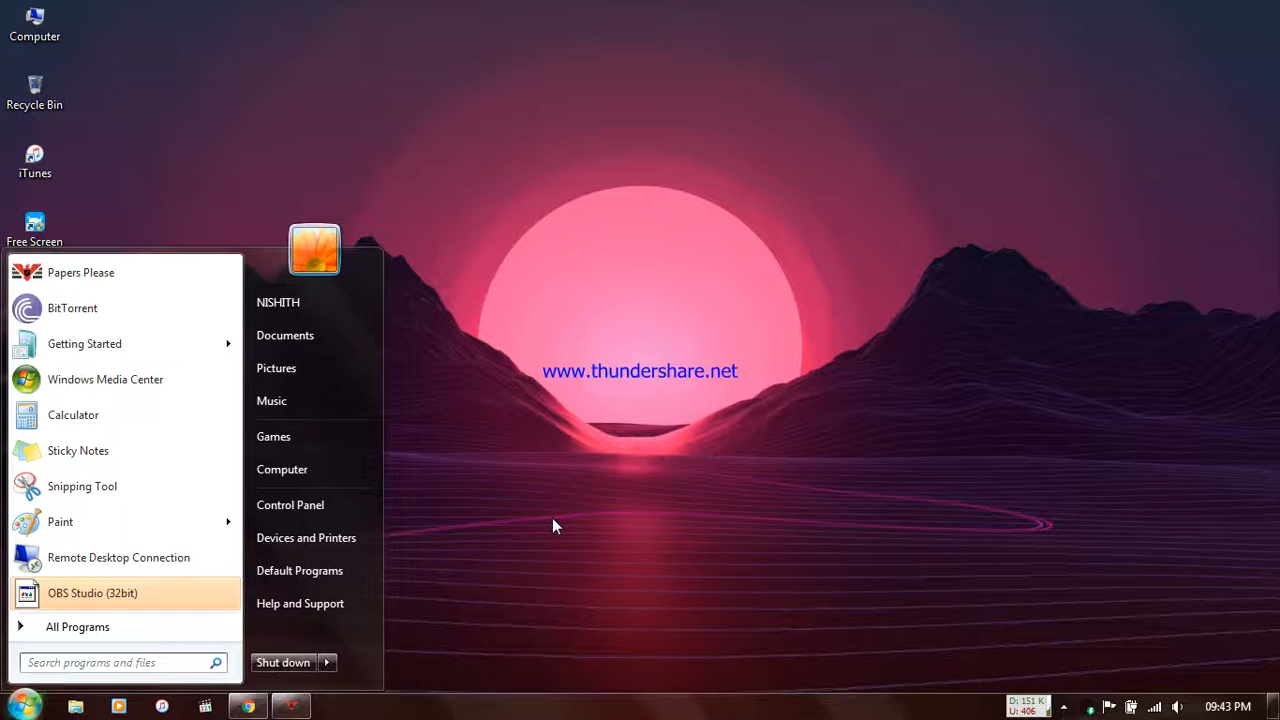 Computer
Recycle Bin
iTunes
Free Screen
Papers Please
BitTorrent
Getting Started
Windows Media Center
Calculator
Sticky Notes
Snipping Tool
Paint
Remote Desktop Connection
OBS Studio (32bit)
All Programs
Search programs and files
NISHITH
Documents
Pictures
Music
Games
Computer
Control Panel
Devices and Printers
Default Programs
Help and Support
Shut down
www.thundershare.net
D: 151 K
U: 406
09:43 PM